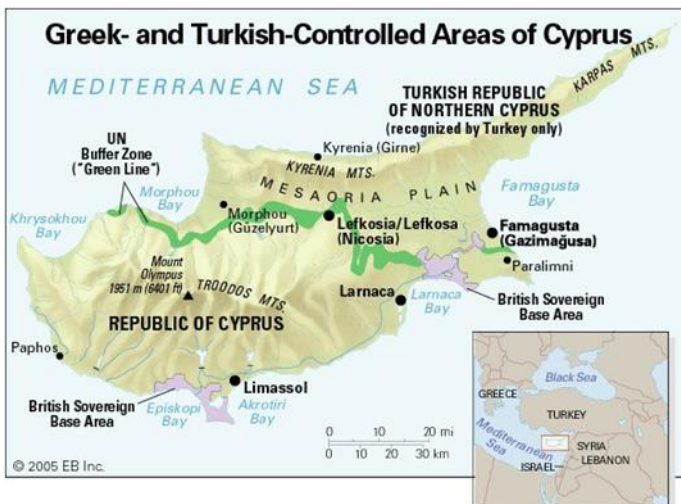 Greek- and Turkish-Controlled Areas of Cyprus
MEDITERRANEAN SEA
KARPAS MTS.
TURKISH REPUBLIC
OF NORTHERN CYPRUS
(recognized by Turkey only)
UN
Buffer Zone
("Green Line")
Kyrenia (Girne)
KYRENIA MTS.
MESAORIA PLAIN
Famagusta
Bay
Morphou
Bay
Khrysokhou
Bay
Morphou
(Güzelyurt)
Lefkosia/Lefkosa
(Nicosia)
Famagusta
(Gazimağusa)
Paralimni
Mount
Olympus
1951 m (6401 ft)
TROODOS MTS.
Larnaca
Larnaca
Bay
British Sovereign
Base Area
REPUBLIC OF CYPRUS
Paphos
Limassol
British Sovereign
Base Area
Episkopi
Bay
Akrotiri
Bay
0 10 20 mi
0 10 20 30 km
© 2005 EB Inc.
Black Sea
GREECE
TURKEY
Mediterranean
Sea
SYRIA
LEBANON
ISRAEL